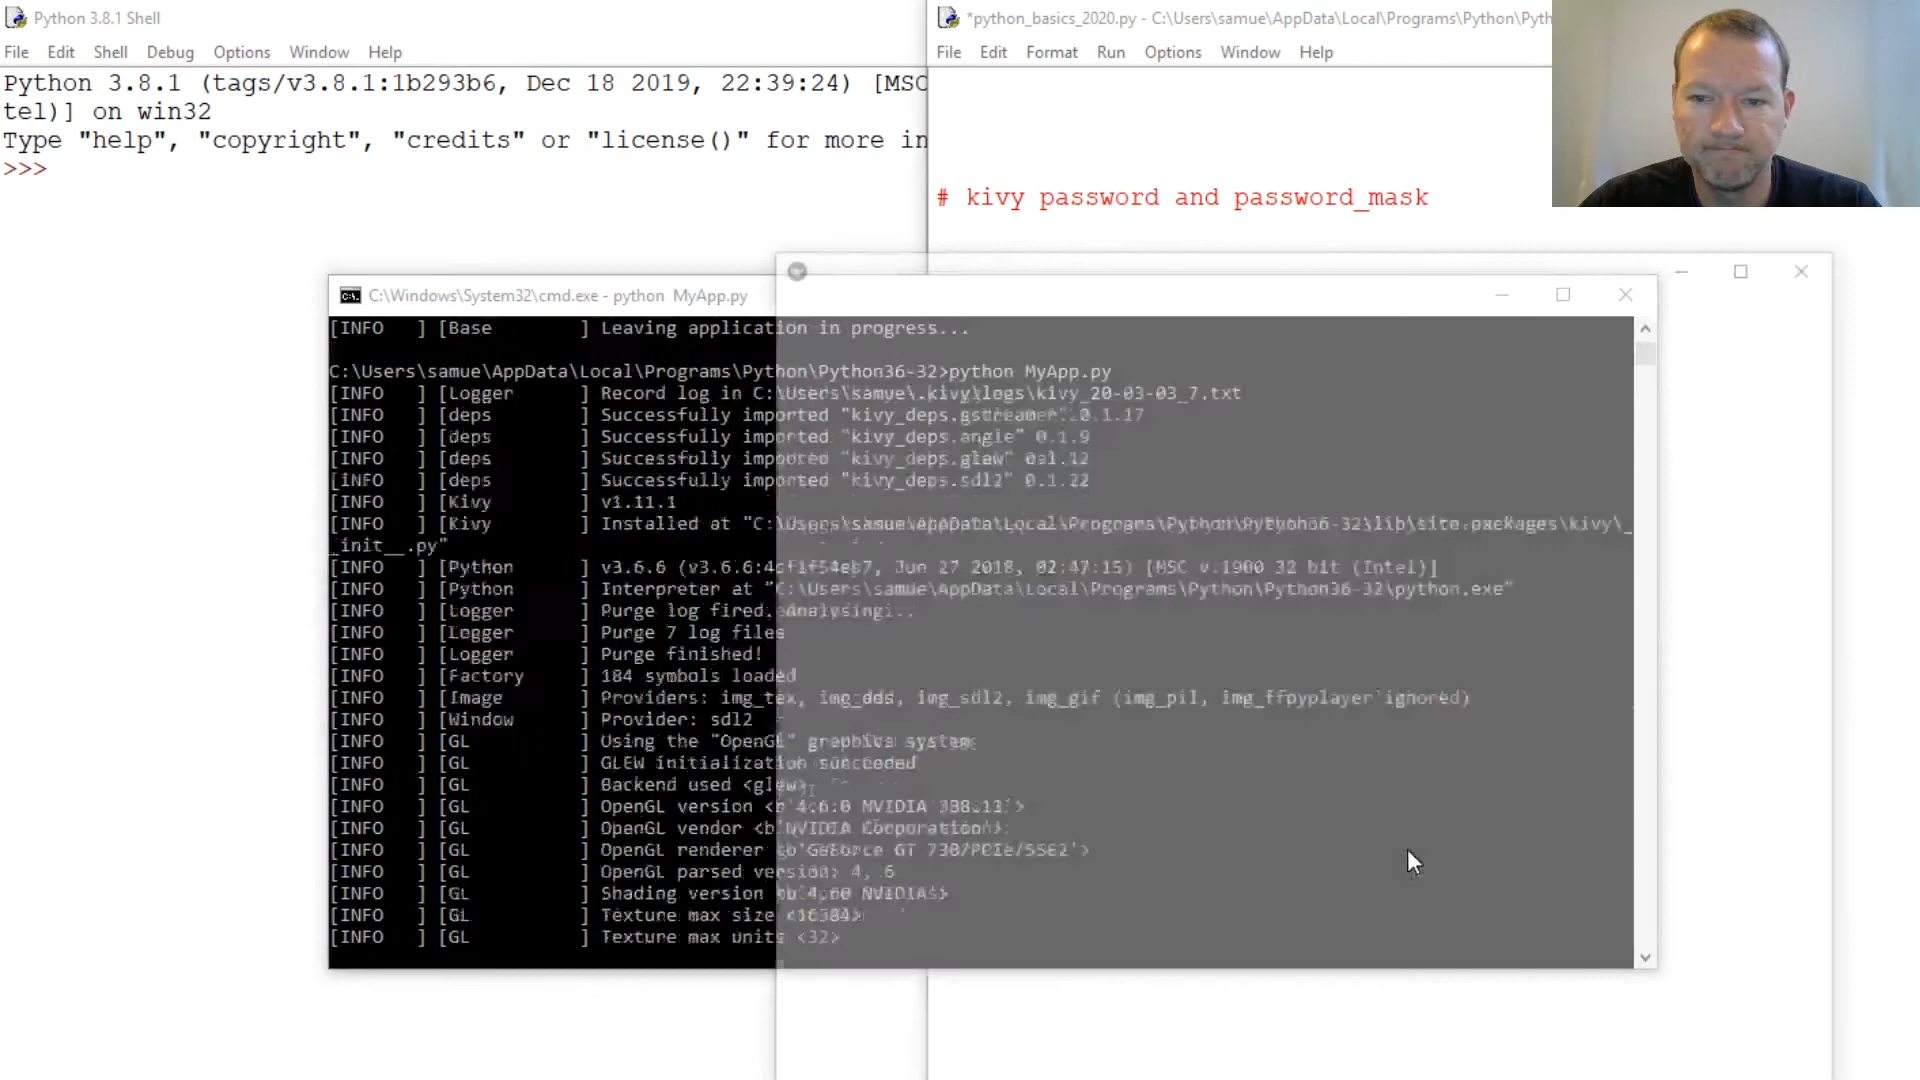 Python 3.8.1 Shell
File Edit Shell Debug Options Window Help
Python 3.8.1 (tags/v3.8.1:1b293b6, Dec 18 2019, 22:39:24) [MSC
tel)] on win32
Type "help", "copyright", "credits" or "license()" for more in
>>>
*python_basics_2020.py - C:\Users\samue\AppData\Local\Programs\Python\Pyth
File Edit Format Run Options Window Help
# kivy password and password_mask
C:\Windows\System32\cmd.exe - python MyApp.py
[INFO ] [Base ] Leaving application in progress...
C:\Users\samue\AppData\Local\Programs\Python\Python36-32>python MyApp.py
[INFO ] [Logger ] Record log in C:\Users\samue\.kivy\logs\kivy_20-03-03_7.txt
[INFO ] [deps ] Successfully imported "kivy_deps.gstreamer" 0.1.17
[INFO ] [deps ] Successfully imported "kivy_deps.angle" 0.1.9
[INFO ] [deps ] Successfully imported "kivy_deps.glew" 0.1.12
[INFO ] [deps ] Successfully imported "kivy_deps.sdl2" 0.1.22
[INFO ] [Kivy ] v1.11.1
[INFO ] [Kivy ] Installed at "C:\Users\samue\AppData\Local\Programs\Python\Python36-32\lib\site-packages\kivy\_
_init__.py"
[INFO ] [Python ] v3.6.6 Jun 27 2018, 02:47:15) [MSC v.1900 32 bit (Intel)]
[INFO ] [Python ] Interpreter at "C:\Users\samue\AppData\Local\Programs\Python\Python36-32\python.exe"
[INFO ] [Logger ] Purge log fired. Analysing...
[INFO ] [Logger ] Purge 7 log files
[INFO ] [Logger ] Purge finished!
[INFO ] [Factory ] 184 symbols loaded
[INFO ] [Image ] Providers: img_tex, img_dds, img_sdl2, img_gif (img_pil, img_ffpyplayer ignored)
[INFO ] [Window ] Provider: sdl2
[INFO ] [GL ] Using the "OpenGL" graphics system
[INFO ] [GL ] GLEW initialization succeeded
[INFO ] [GL ] Backend used <glew>
[INFO ] [GL ] OpenGL version <b'4.6.0 NVIDIA
[INFO ] [GL ] OpenGL vendor <b'NVIDIA Corporation'>
[INFO ] [GL ] OpenGL renderer <b'GeForce GT 730/PCIe/SSE2'>
[INFO ] [GL ] OpenGL parsed version: 4, 6
[INFO ] [GL ] Shading version <b'4.60 NVIDIA'>
[INFO ] [GL ] Texture max size <16384>
[INFO ] [GL ] Texture max units <32>